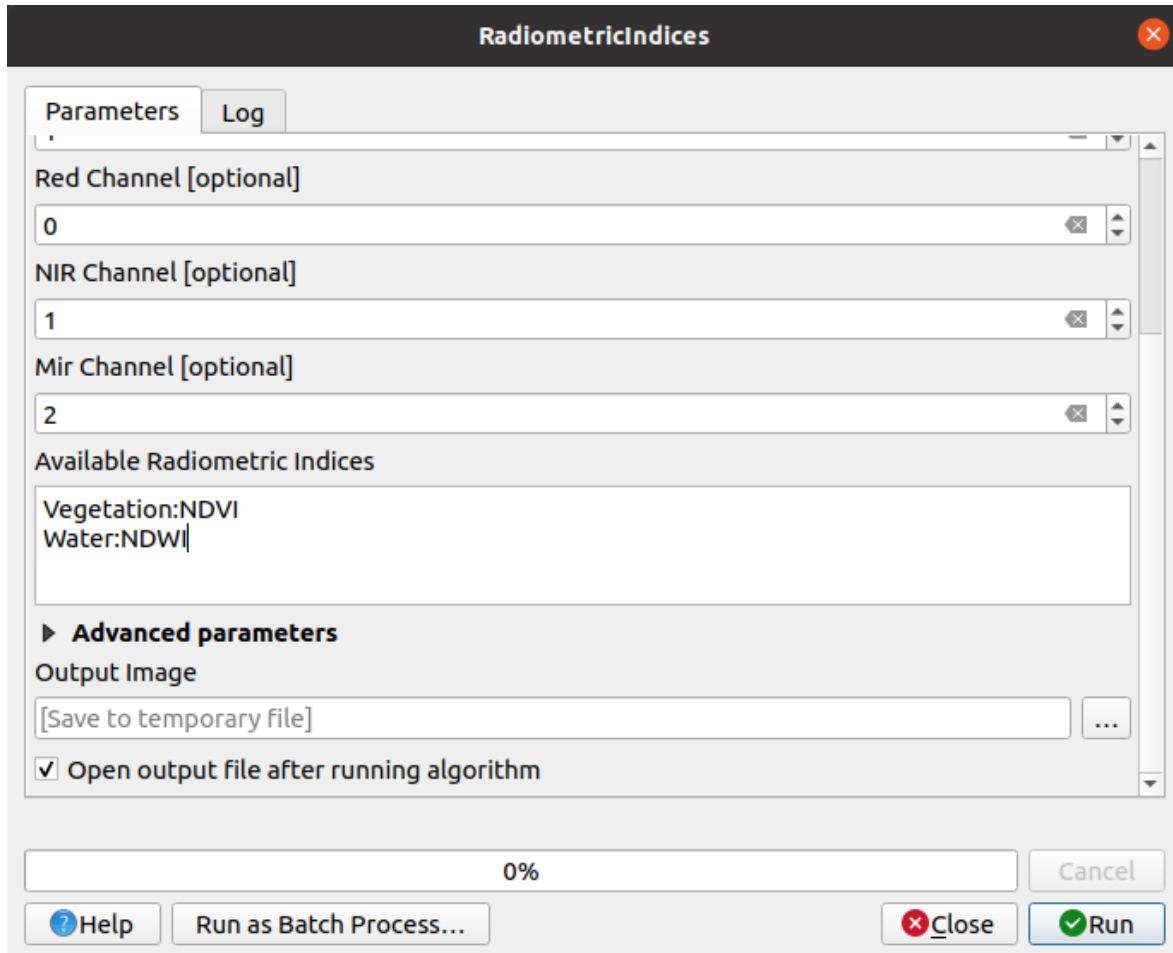 RadiometricIndices
Parameters
Log
Red Channel [optional]
0
NIR Channel [optional]
1
Mir Channel [optional]
2
Available Radiometric Indices
Vegetation:NDVI
Water:NDWI
Advanced parameters
Output Image
[Save to temporary file]
...
Open output file after running algorithm
0%
Cancel
Help
Run as Batch Process...
Close
Run